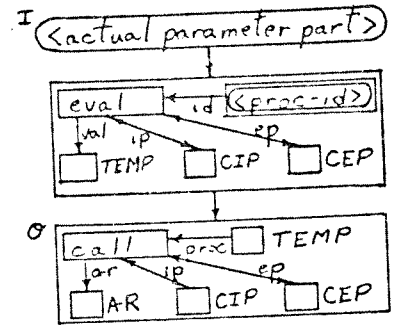 I
<actual parameter part>
eval id <proc-id>
val ip ep
TEMP CIP CEP
O
call proc TEMP
ar ip ep
AR CIP CEP